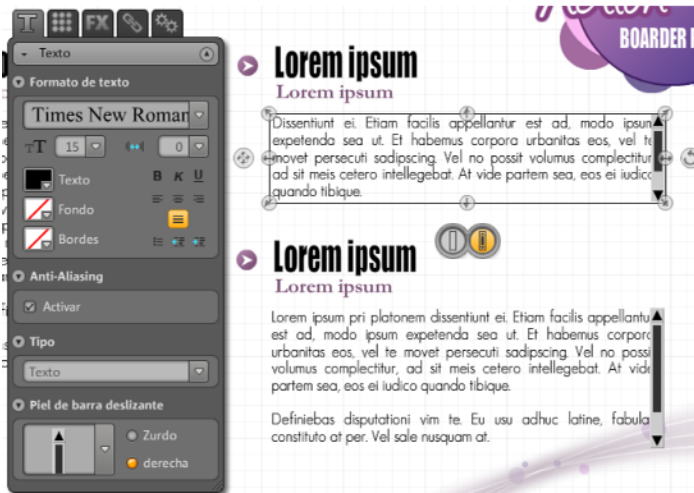 FX
BOARDER
Texto
Formato de texto
Times New Roman
TT 15 0
Texto B K U
Fondo
Bordes
Anti-Aliasing
Activar
Tipo
Texto
Piel de barra deslizante
Zurdo
derecha
Lorem ipsum
Lorem ipsum
Dissentiunt ei. Etiam facilis appellantur est ad, modo ipsum
expetenda sea ut. Et habemus corpora urbanitas eos, vel te
movet persecuti sadipscing. Vel no possit volumus complectitur
ad sit meis cetero intellegebat. At vide partem sea, eos ei iudico
quando tibique.
Lorem ipsum
Lorem ipsum
Lorem ipsum pri platonem dissentiunt ei. Etiam facilis appellantu
est ad, modo ipsum expetenda sea ut. Et habemus corpor
urbanitas eos, vel te movet persecuti sadipscing. Vel no possi
volumus complectitur, ad sit meis cetero intellegebat. At vide
partem sea, eos ei iudico quando tibique.
Definiebas disputationi vim te. Eu usu adhuc latine, fabula
constituto at per. Vel sale nusquam at.